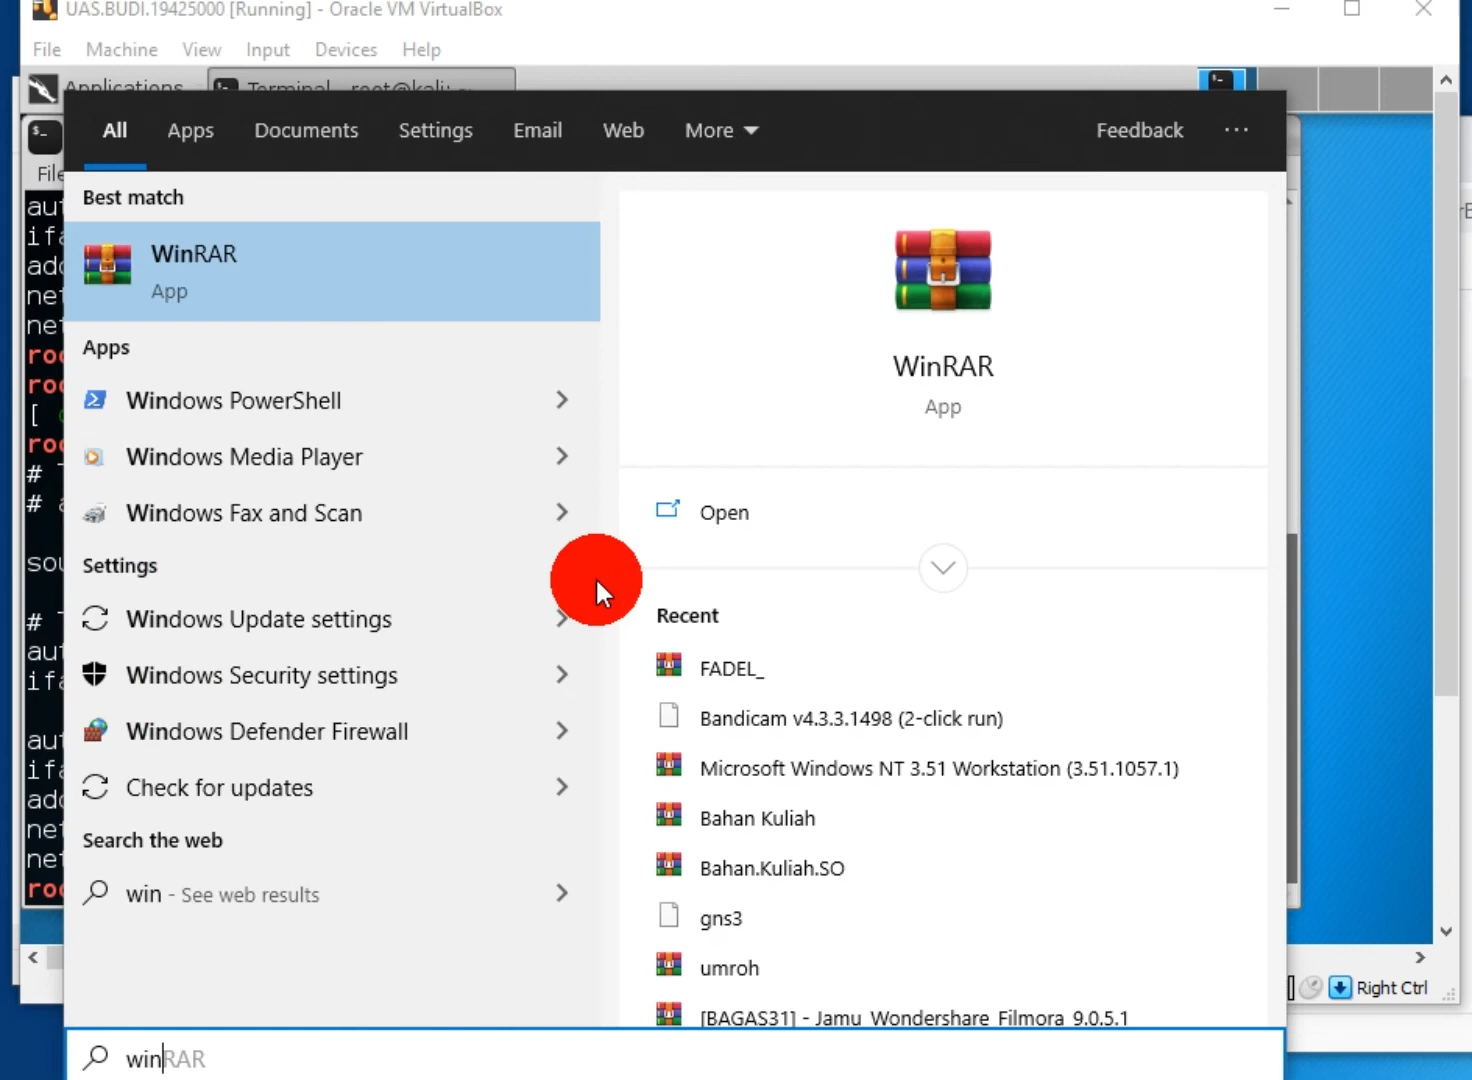 UAS.BUDI.19425000 [Running] - Oracle VM VirtualBox
File Machine View Input Devices Help
Applications
Terminal - root@kali: ~
All Apps Documents Settings Email Web More Feedback ...
File
Best match
WinRAR
App
Apps
Windows PowerShell
Windows Media Player
Windows Fax and Scan
Settings
Windows Update settings
Windows Security settings
Windows Defender Firewall
Check for updates
Search the web
win - See web results
winRAR
WinRAR
App
Open
Recent
FADEL_
Bandicam v4.3.3.1498 (2-click run)
Microsoft Windows NT 3.51 Workstation (3.51.1057.1)
Bahan Kuliah
Bahan.Kuliah.SO
gns3
umroh
[BAGAS31] - Jamu Wondershare Filmora 9.0.5.1
Right Ctrl